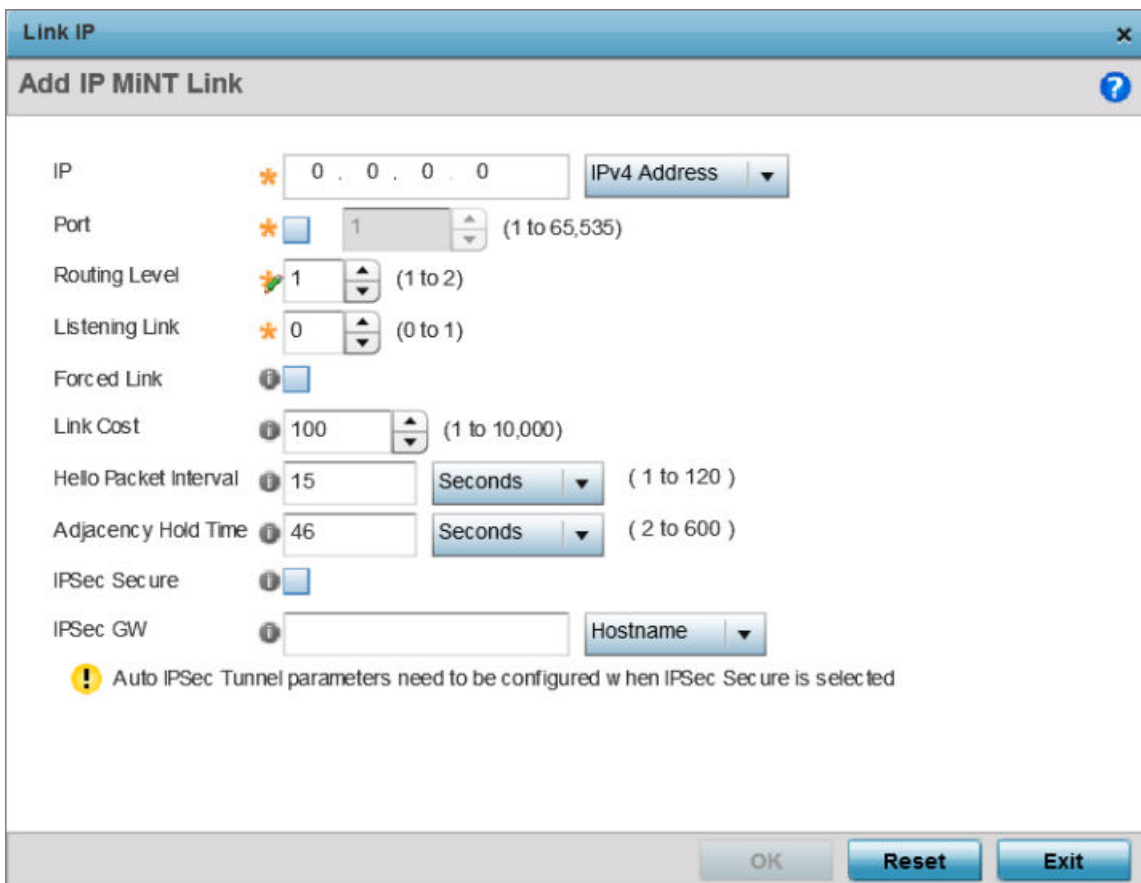 Link IP
Add IP MiNT Link
IP 0 . 0 . 0 . 0 IPv4 Address
Port 1 (1 to 65,535)
Routing Level 1 (1 to 2)
Listening Link 0 (0 to 1)
Forced Link
Link Cost 100 (1 to 10,000)
Hello Packet Interval 15 Seconds ( 1 to 120 )
Adjacency Hold Time 46 Seconds ( 2 to 600 )
IPSec Secure
IPSec GW Hostname
Auto IPSec Tunnel parameters need to be configured when IPSec Secure is selected
OK Reset Exit